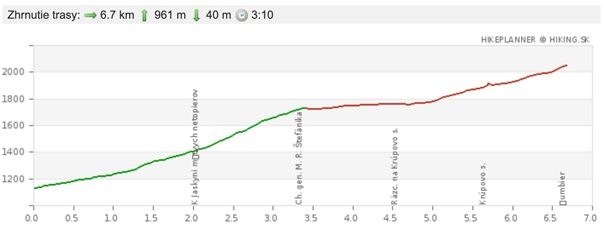 Zhrnutie trasy: 6.7 km 961 m 40 m 3:10
HIKEPLANNER @ HIKING.SK
2000
1800
1600
1400
1200
K Jaskyni m▯tvych netopierov
Ch. gen. M. R. Štefánika
Rázc. na Krúpovo s.
Krúpovo s.
▯umbier
0.0 0.5 1.0 1.5 2.0 2.5 3.0 3.5 4.0 4.5 5.0 5.5 6.0 6.5 7.0